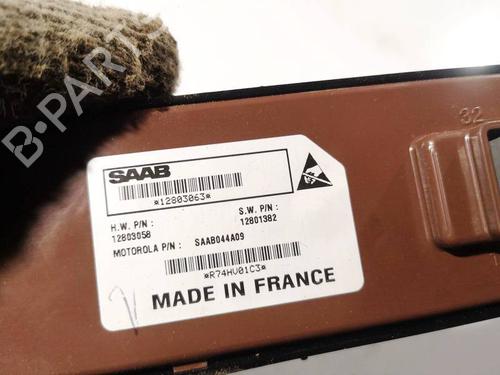 B-PARTS
SAAB
*12803063*
H.W. P/N :
12803058
S.W. P/N :
12801382
MOTOROLA P/N : SAAB044A09
*R74HV01C3*
MADE IN FRANCE
32